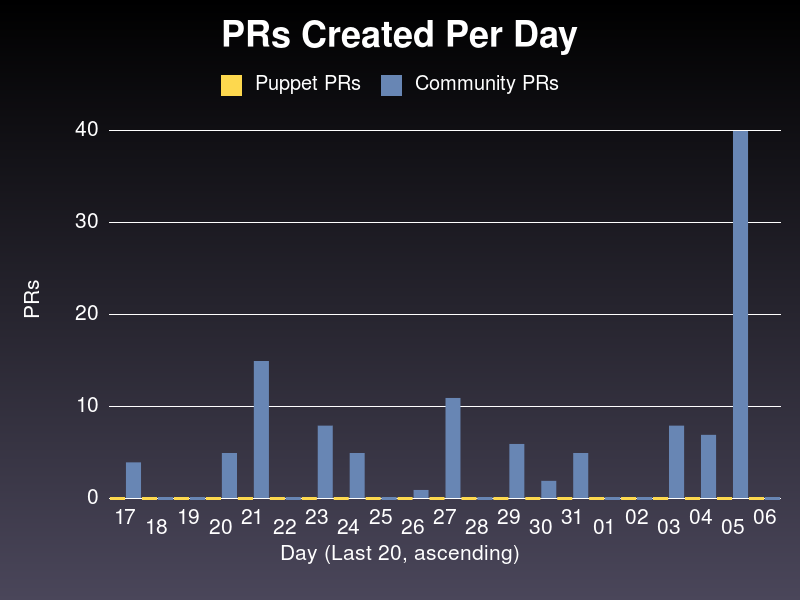 PRs Created Per Day
Puppet PRs Community PRs
40
30
20
10
0
PRs
17 18 19 20 21 22 23 24 25 26 27 28 29 30 31 01 02 03 04 05 06
Day (Last 20, ascending)